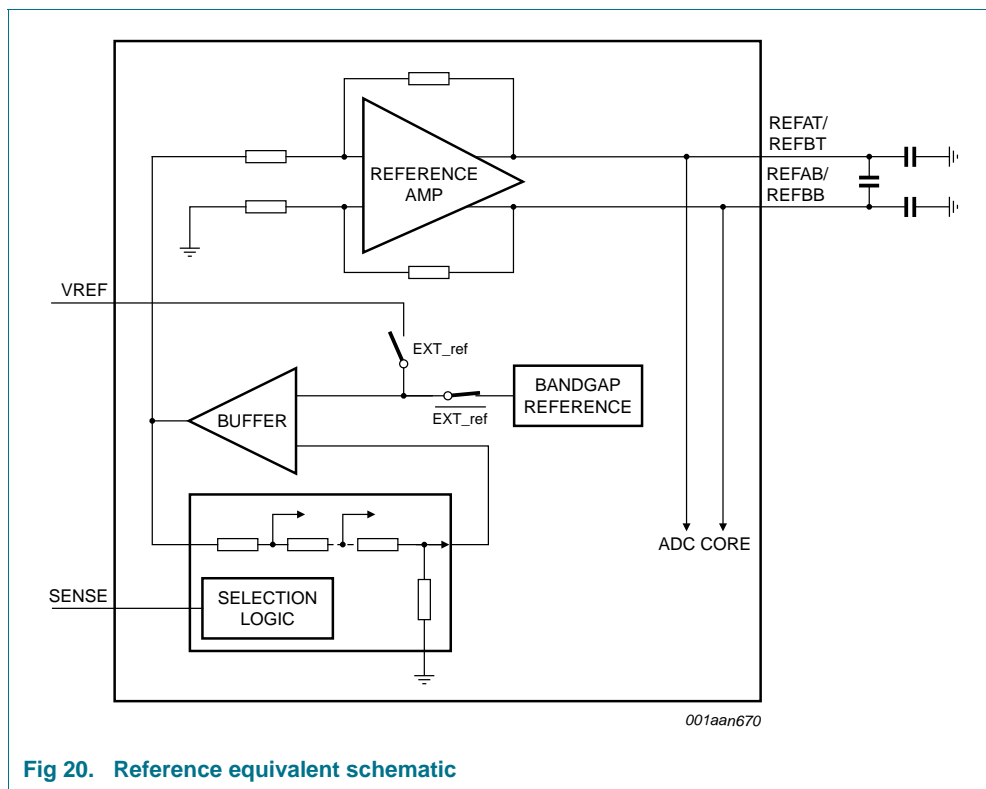 REFAT/
REFBT
REFERENCE
AMP
REFAB/
REFBB
VREF
EXT_ref
BANDGAP
REFERENCE
EXT_ref
BUFFER
ADC CORE
SENSE
SELECTION
LOGIC
001aan670
Fig 20. Reference equivalent schematic